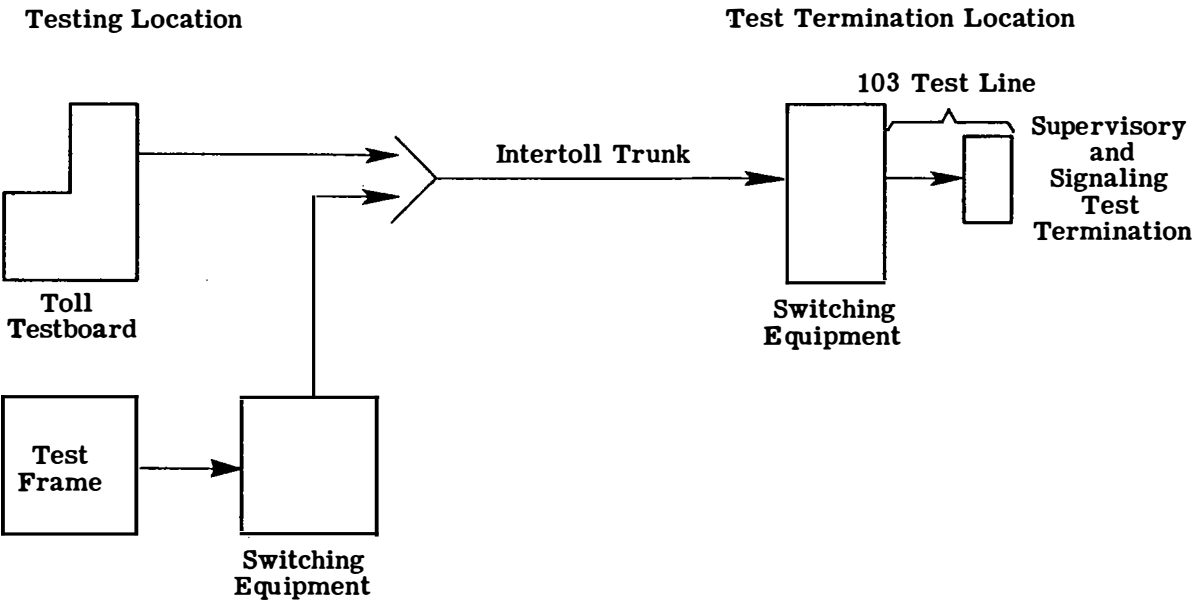 Testing Location
Test Termination Location
103 Test Line
Supervisory
and
Signaling
Test
Termination
Intertoll Trunk
Toll
Testboard
Switching
Equipment
Test
Frame
Switching
Equipment